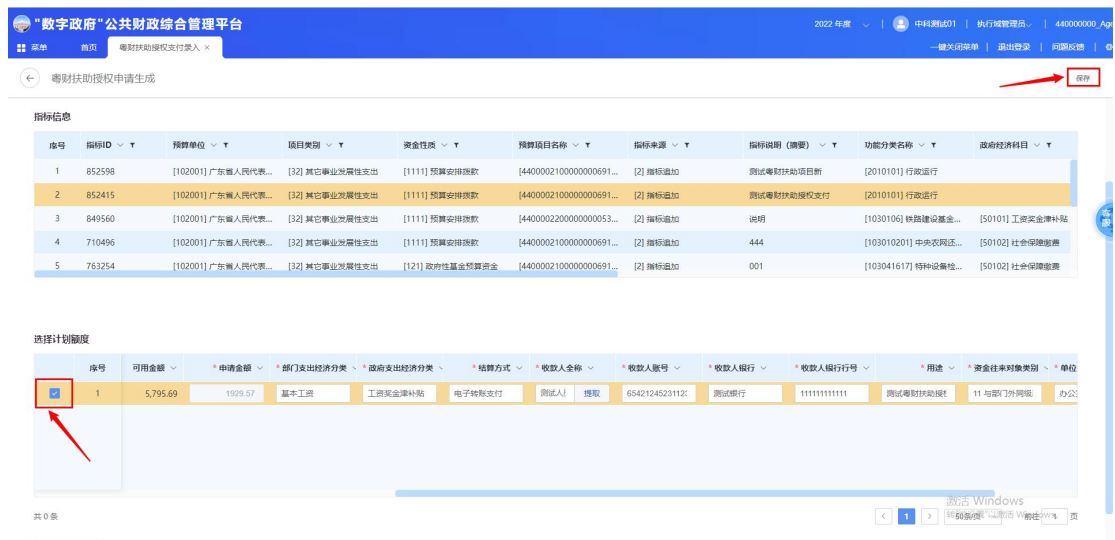 "数字政府"公共财政综合管理平台
2022 年度 | 中科测试01 | 执行域管理员 | 440000000_Age
菜单 首页 粤财扶助授权支付录入 ×
一键关闭菜单 | 退出登录 | 问题反馈 |
粤财扶助授权申请生成
保存
指标信息
序号 指标ID 预算单位 项目类别 资金性质 预算项目名称 指标来源 指标说明（摘要） 功能分类名称 政府经济科目
1 852598 [102001] 广东省人民代表... [32] 其它事业发展性支出 [1111] 预算安排拨款 [4400002100000000691... [2] 指标追加 测试粤财扶助项目新 [2010101] 行政运行
2 852415 [102001] 广东省人民代表... [32] 其它事业发展性支出 [1111] 预算安排拨款 [4400002100000000691... [2] 指标追加 测试粤财扶助授权支付 [2010101] 行政运行
3 849560 [102001] 广东省人民代表... [32] 其它事业发展性支出 [1111] 预算安排拨款 [4400002200000000053... [2] 指标追加 说明 [1030106] 铁路建设基金... [50101] 工资奖金津补贴
4 710496 [102001] 广东省人民代表... [32] 其它事业发展性支出 [1111] 预算安排拨款 [4400002100000000691... [2] 指标追加 444 [103010201] 中央农网还... [50102] 社会保障缴费
5 763254 [102001] 广东省人民代表... [32] 其它事业发展性支出 [121] 政府性基金预算资金 [4400002100000000691... [2] 指标追加 001 [103041617] 特种设备检... [50102] 社会保障缴费
客服
选择计划额度
序号 可用金额 * 申请金额 * 部门支出经济分类 * 政府支出经济分类 * 结算方式 * 收款人全称 * 收款人账号 * 收款人银行 * 收款人银行行号 * 用途 * 资金往来对象类别 * 单位
1 5,795.69 1929.57 基本工资 工资奖金津补贴 电子转账支付 测试人 提取 6542124523112 测试银行 111111111111 测试粤财扶助授 11 与部门外同级 办公
激活 Windows
共 0 条
1 50条/页 前往 1 页